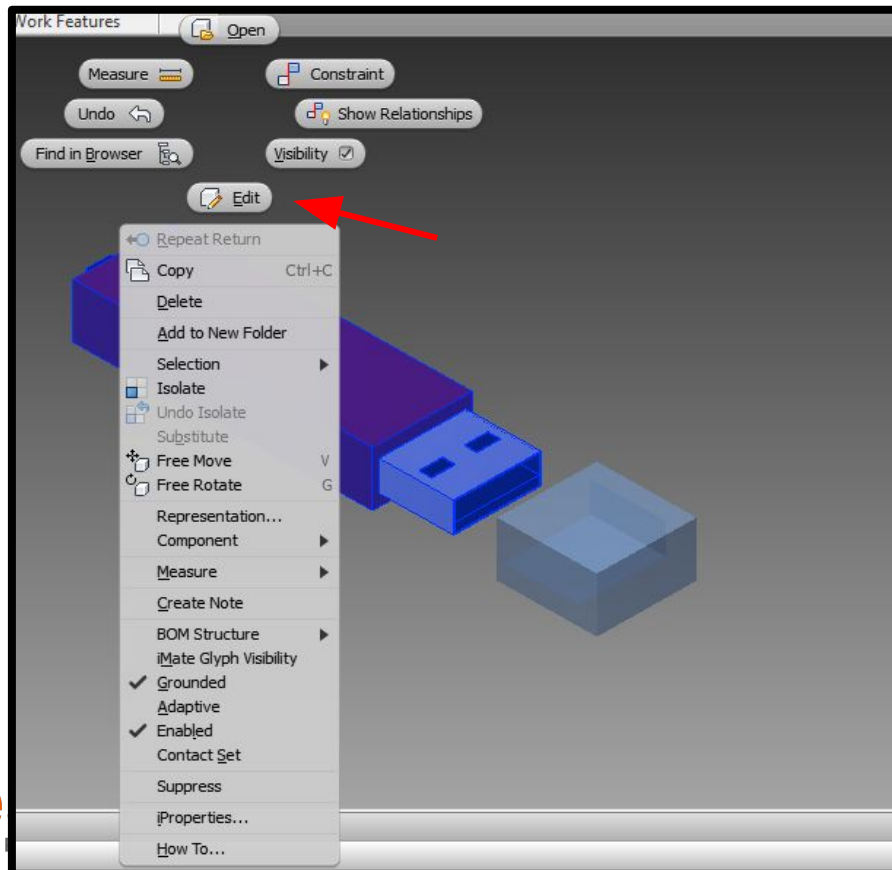 Work Features
Open
Measure
Constraint
Undo
Show Relationships
Find in Browser
Visibility
Edit
Repeat Return
Copy Ctrl+C
Delete
Add to New Folder
Selection
Isolate
Undo Isolate
Substitute
Free Move V
Free Rotate G
Representation...
Component
Measure
Create Note
BOM Structure
iMate Glyph Visibility
Grounded
Adaptive
Enabled
Contact Set
Suppress
iProperties...
How To...